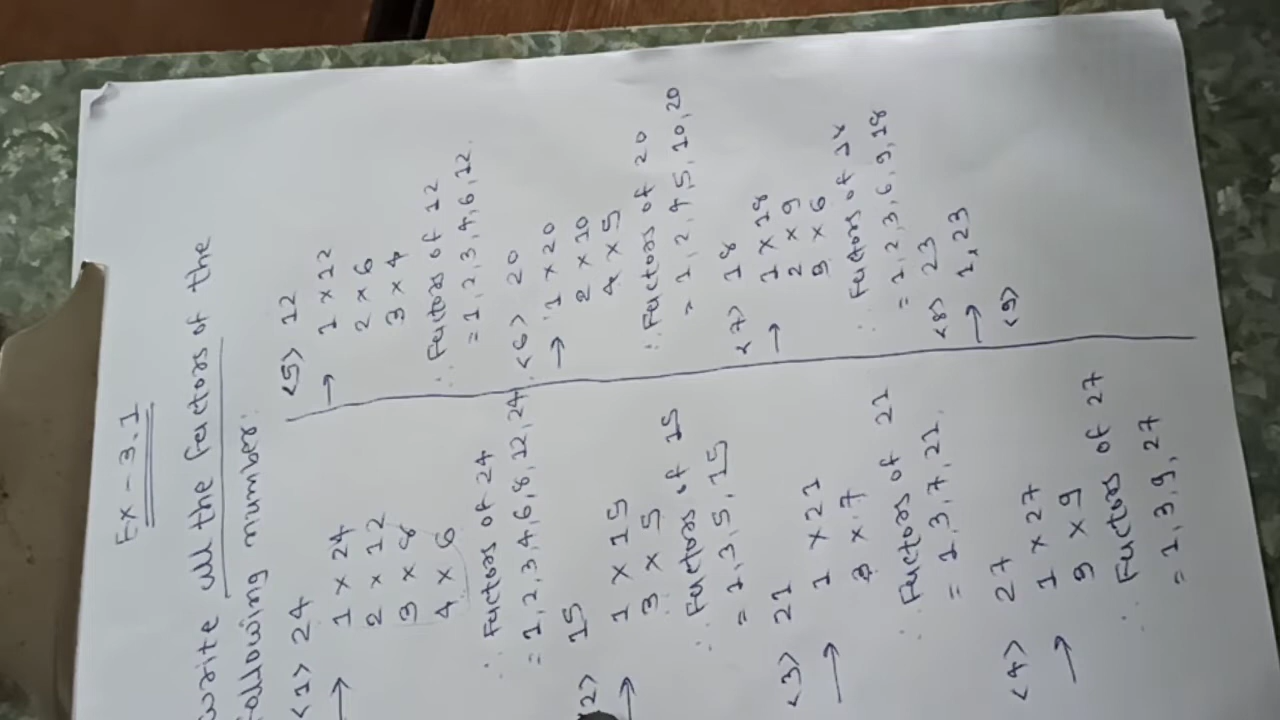 Ex - 3.1
write all the factors of the
following number:
<1> 24
→ 1 × 24
2 × 12
3 × 8
4 × 6
∴ Factors of 24
= 1, 2, 3, 4, 6, 8, 12, 24.
<2> 15
→ 1 × 15
3 × 5
∴ Factors of 15
= 1, 3, 5, 15
<3> 21
→ 1 × 21
3 × 7
∴ Factors of 21
= 1, 3, 7, 21.
<4> 27
→ 1 × 27
9 × 9
∴ Factors of 27
= 1, 3, 9, 27
<5> 12
→ 1 × 12
2 × 6
3 × 4
∴ Factors of 12
= 1, 2, 3, 4, 6, 12.
<6> 20
→ 1 × 20
2 × 10
4 × 5
∴ Factors of 20
= 1, 2, 4, 5, 10, 20
<7> 18
→ 1 × 18
2 × 9
9 × 6
∴ Factors of 18
= 1, 2, 3, 6, 9, 18
<8> 23
→ 1, 23
<9>